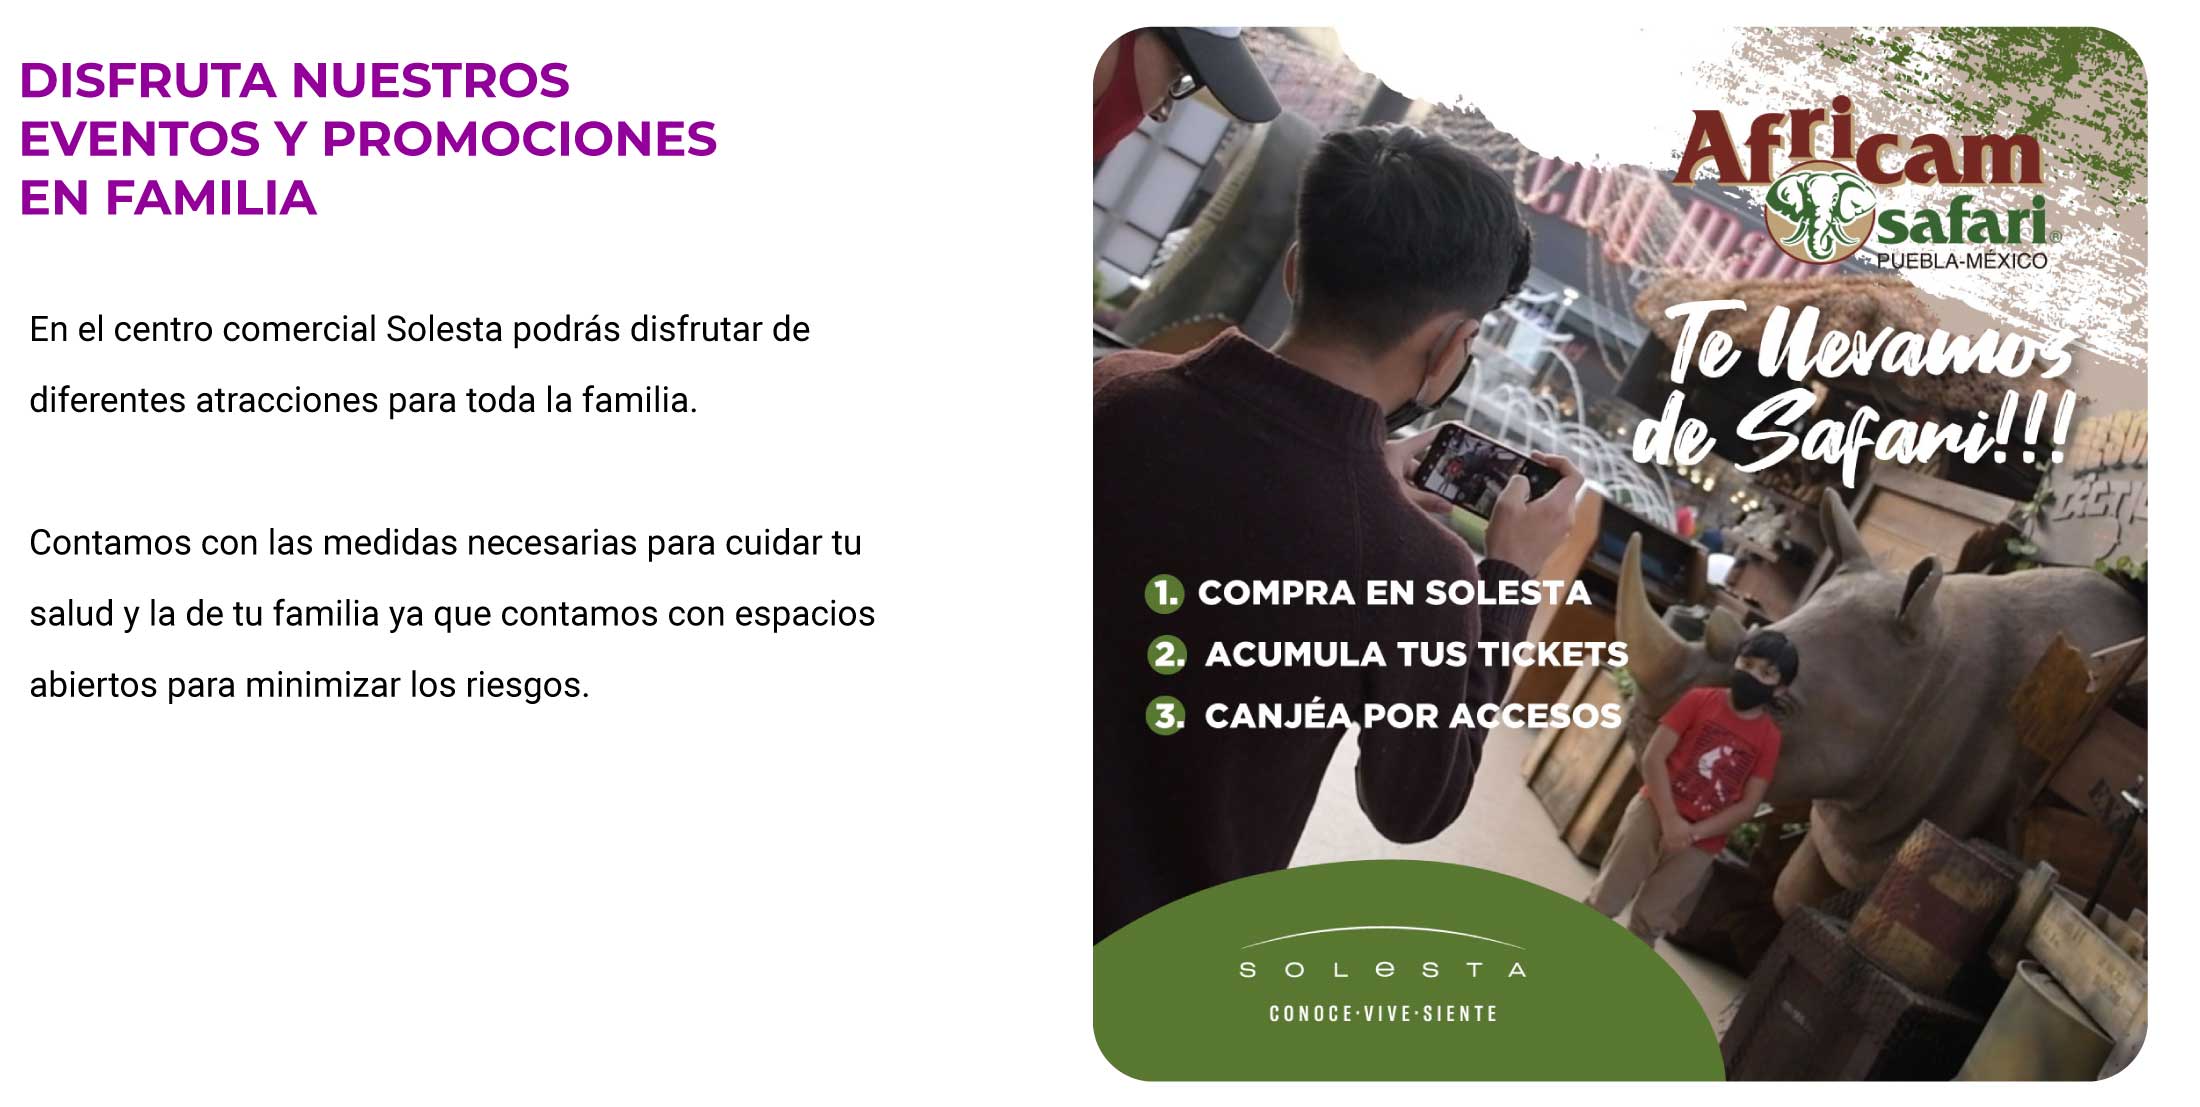 DISFRUTA NUESTROS
EVENTOS Y PROMOCIONES
EN FAMILIA
En el centro comercial Solesta podrás disfrutar de
diferentes atracciones para toda la familia.
Contamos con las medidas necesarias para cuidar tu
salud y la de tu familia ya que contamos con espacios
abiertos para minimizar los riesgos.
Africam
safari®
PUEBLA-MÉXICO
Te llevamos
de Safari!!!
1. COMPRA EN SOLESTA
2. ACUMULA TUS TICKETS
3. CANJÉA POR ACCESOS
SOLeSTA
CONOCE·VIVE·SIENTE